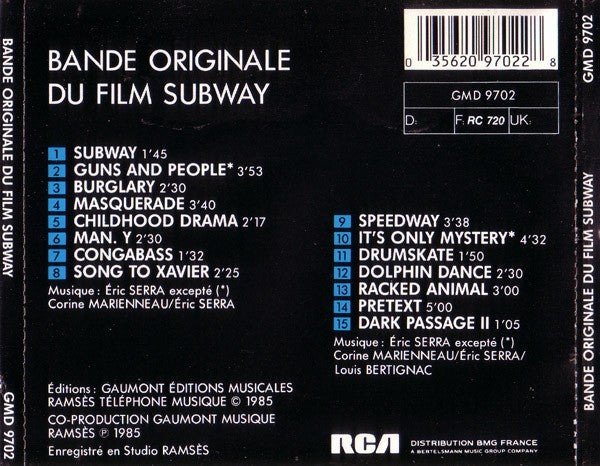 BANDE ORIGINALE DU FILM SUBWAY
GMD 9702
BANDE ORIGINALE
DU FILM SUBWAY
1 SUBWAY 1'45
2 GUNS AND PEOPLE* 3'53
3 BURGLARY 2'30
4 MASQUERADE 3'40
5 CHILDHOOD DRAMA 2'17
6 MAN. Y 2'30
7 CONGABASS 1'32
8 SONG TO XAVIER 2'25
Musique : Éric SERRA excepté (*)
Corine MARIENNEAU/Éric SERRA
Éditions : GAUMONT ÉDITIONS MUSICALES
RAMSÈS TÉLÉPHONE MUSIQUE © 1985
CO-PRODUCTION GAUMONT MUSIQUE
RAMSÈS ℗ 1985
Enregistré en Studio RAMSÈS
0 35620 97022 8
GMD 9702
D: F: RC 720 UK:
9 SPEEDWAY 3'38
10 IT'S ONLY MYSTERY* 4'32
11 DRUMSKATE 1'50
12 DOLPHIN DANCE 2'30
13 RACKED ANIMAL 3'00
14 PRETEXT 5'00
15 DARK PASSAGE II 1'05
Musique : Éric SERRA excepté (*)
Corine MARIENNEAU/Éric SERRA/
Louis BERTIGNAC
RCA
DISTRIBUTION BMG FRANCE
A BERTELSMANN MUSIC GROUP COMPANY
GMD 9702
BANDE ORIGINALE DU FILM SUBWAY